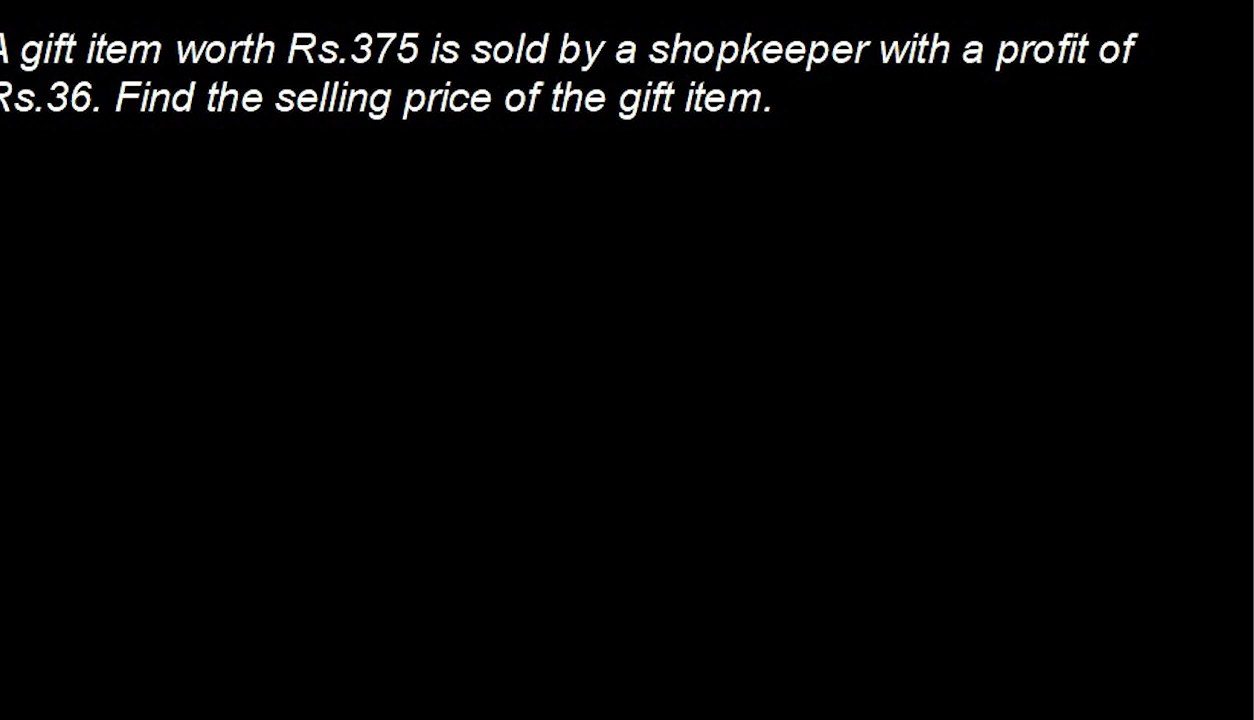 A gift item worth Rs.375 is sold by a shopkeeper with a profit of
Rs.36. Find the selling price of the gift item.